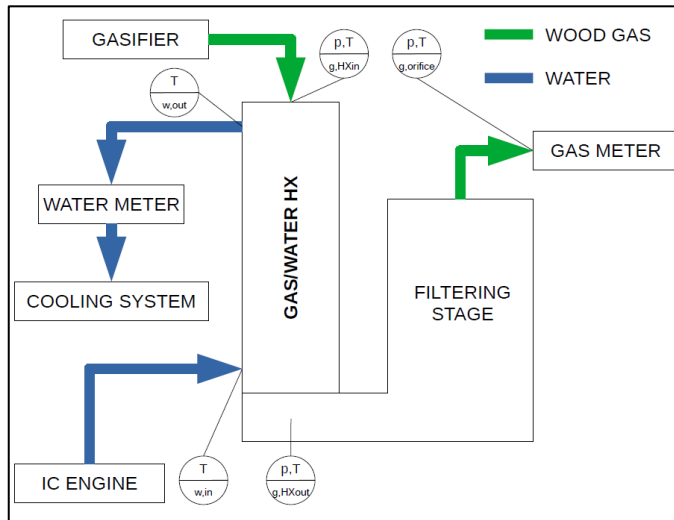 GASIFIER
p,T
g,HXin
p,T
g,orifice
WOOD GAS
WATER
T
w,out
GAS METER
WATER METER
GAS/WATER HX
COOLING SYSTEM
FILTERING
STAGE
IC ENGINE
T
w,in
p,T
g,HXout